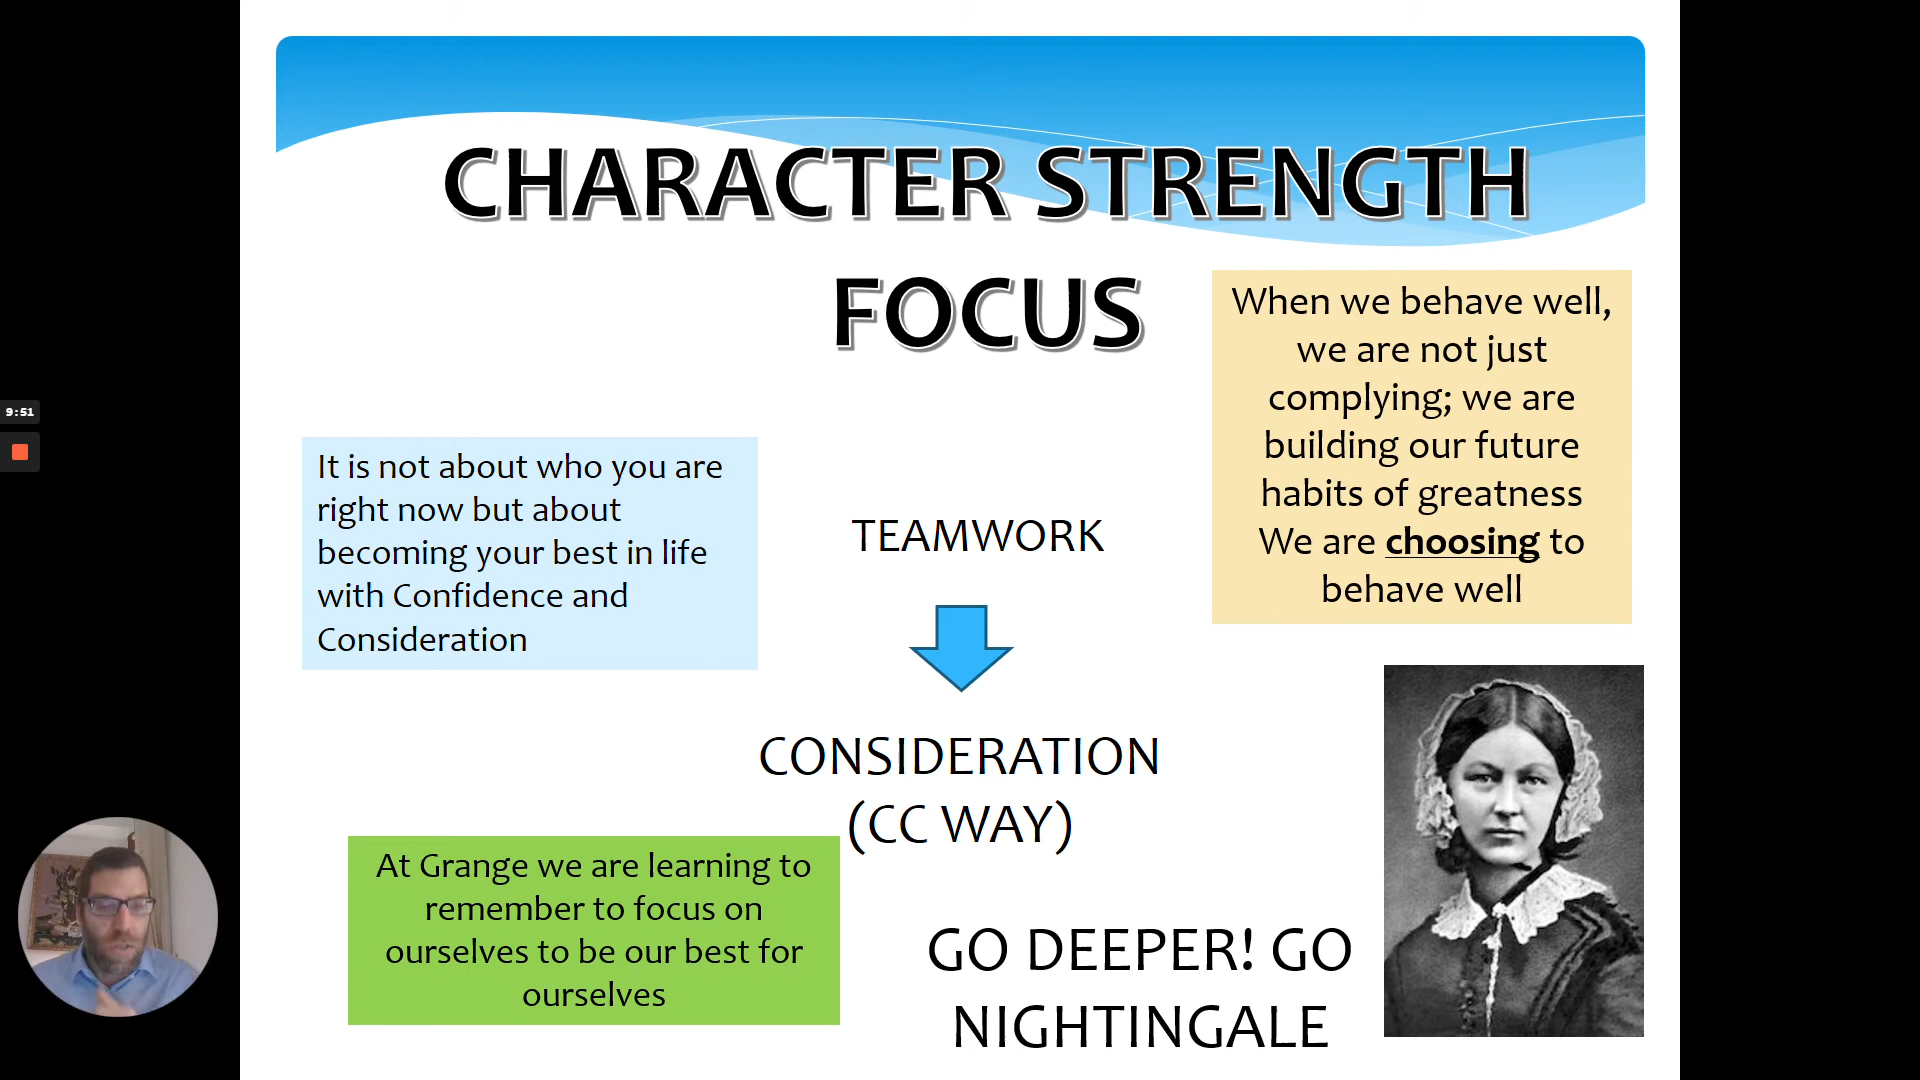 CHARACTER STRENGTH
FOCUS
When we behave well,
we are not just
complying; we are
building our future
habits of greatness
We are choosing to
behave well
9:51
It is not about who you are
right now but about
becoming your best in life
with Confidence and
Consideration
TEAMWORK
CONSIDERATION
(CC WAY)
At Grange we are learning to
remember to focus on
ourselves to be our best for
ourselves
GO DEEPER! GO
NIGHTINGALE